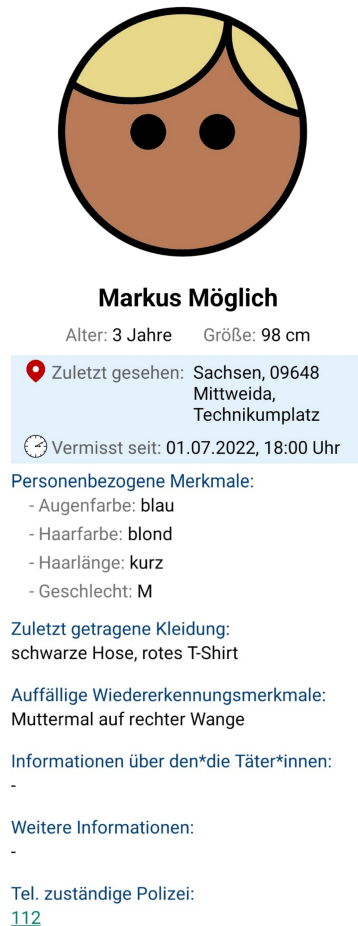 Markus Möglich
Alter: 3 Jahre Größe: 98 cm
Zuletzt gesehen: Sachsen, 09648
Mittweida,
Technikumplatz
Vermisst seit: 01.07.2022, 18:00 Uhr
Personenbezogene Merkmale:
- Augenfarbe: blau
- Haarfarbe: blond
- Haarlänge: kurz
- Geschlecht: M
Zuletzt getragene Kleidung:
schwarze Hose, rotes T-Shirt
Auffällige Wiedererkennungsmerkmale:
Muttermal auf rechter Wange
Informationen über den*die Täter*innen:
-
Weitere Informationen:
-
Tel. zuständige Polizei:
112